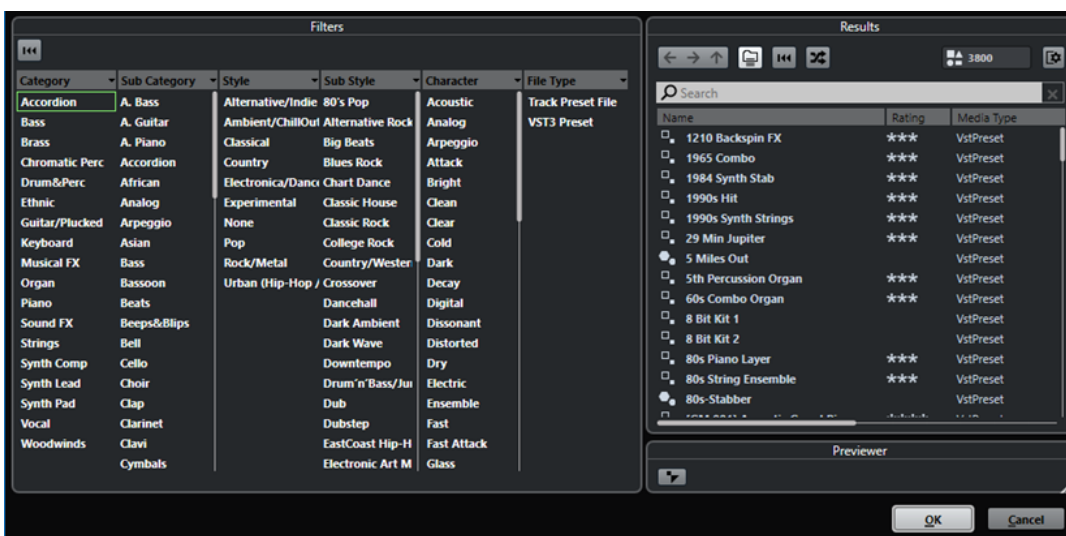 Filters
Category Sub Category Style Sub Style Character File Type
Accordion A. Bass Alternative/Indie 80's Pop Acoustic Track Preset File
Bass A. Guitar Ambient/ChillOut Alternative Rock Analog VST3 Preset
Brass A. Piano Classical Big Beats Arpeggio
Chromatic Perc Accordion Country Blues Rock Attack
Drum&Perc African Electronica/Danc Chart Dance Bright
Ethnic Analog Experimental Classic House Clean
Guitar/Plucked Arpeggio None Classic Rock Clear
Keyboard Asian Pop College Rock Cold
Musical FX Bass Rock/Metal Country/Wester Dark
Organ Bassoon Urban (Hip-Hop / Crossover Decay
Piano Beats Dancehall Digital
Sound FX Beeps&Blips Dark Ambient Dissonant
Strings Bell Dark Wave Distorted
Synth Comp Cello Downtempo Dry
Synth Lead Choir Drum´n´Bass/Jun Electric
Synth Pad Clap Dub Ensemble
Vocal Clarinet Dubstep Fast
Woodwinds Clavi EastCoast Hip-H Fast Attack
Cymbals Electronic Art M Glass
Results
3800
Search
Name Rating Media Type
1210 Backspin FX *** VstPreset
1965 Combo *** VstPreset
1984 Synth Stab *** VstPreset
1990s Hit *** VstPreset
1990s Synth Strings *** VstPreset
29 Min Jupiter *** VstPreset
5 Miles Out VstPreset
5th Percussion Organ *** VstPreset
60s Combo Organ *** VstPreset
8 Bit Kit 1 VstPreset
8 Bit Kit 2 VstPreset
80s Piano Layer *** VstPreset
80s String Ensemble *** VstPreset
80s-Stabber VstPreset
Previewer
OK Cancel